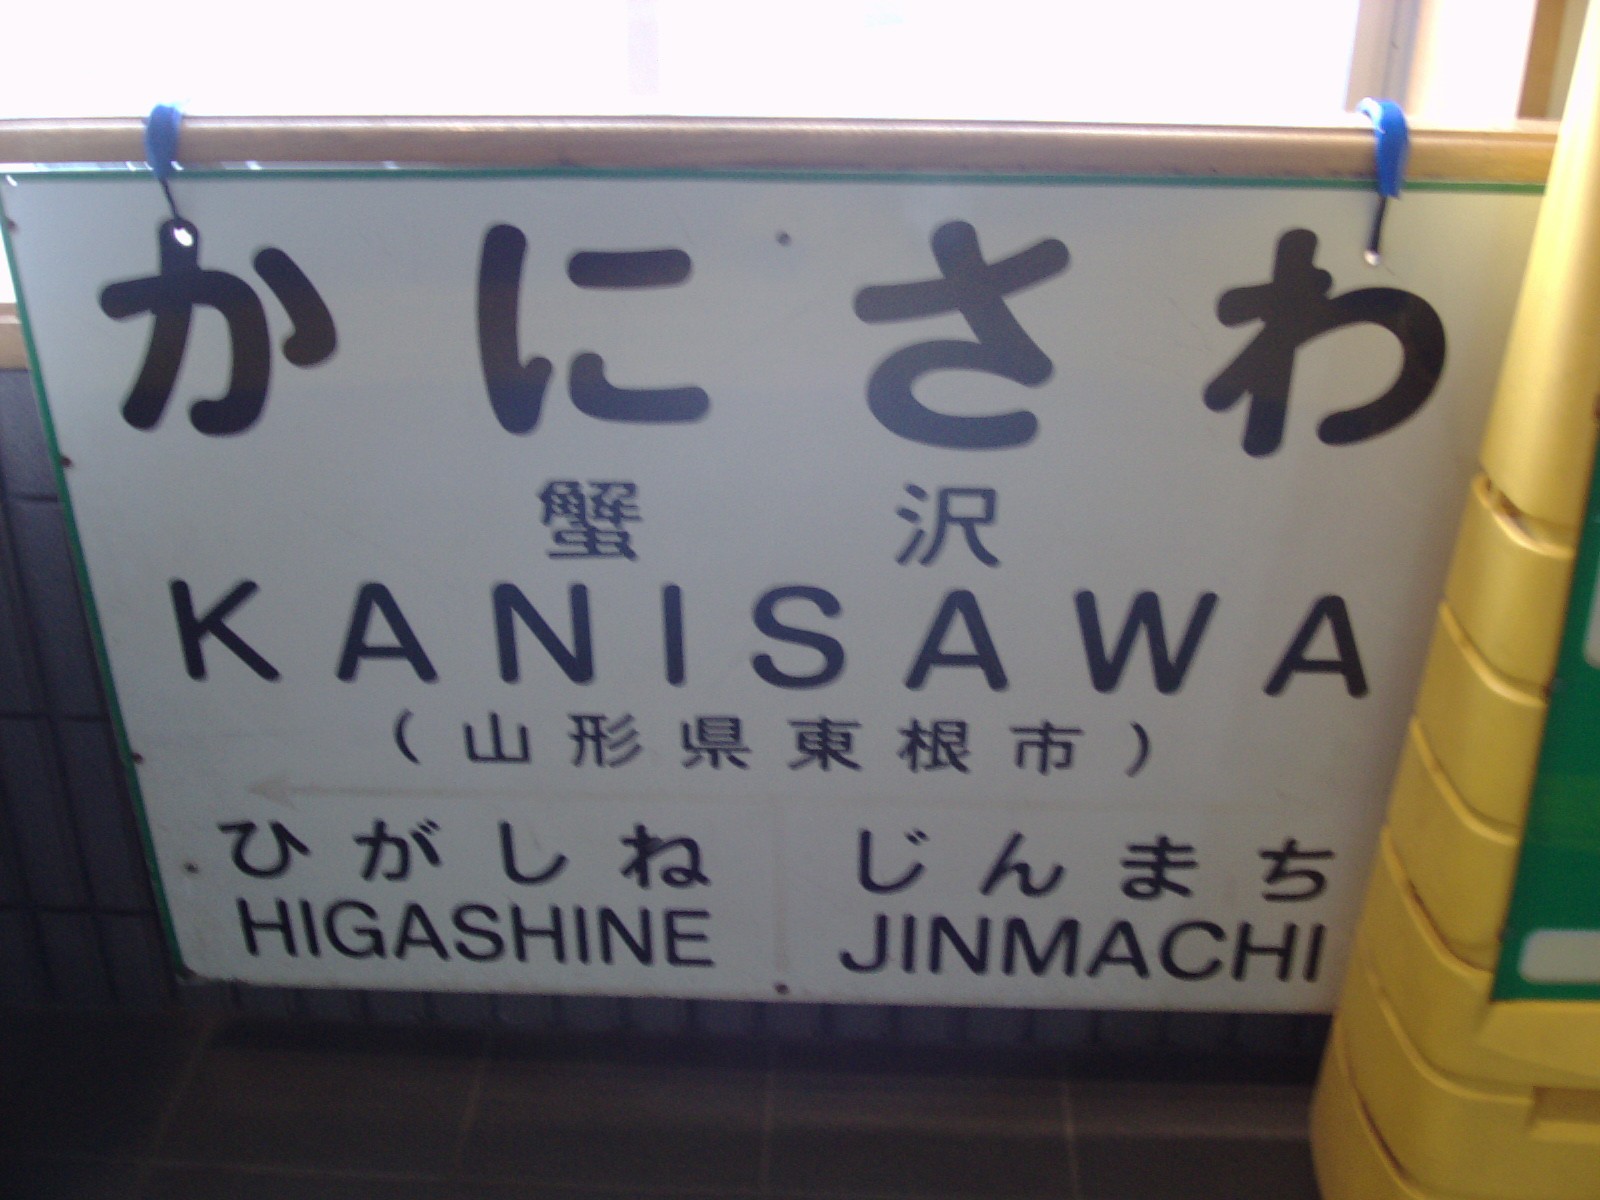 かにさわ
蟹沢
KANISAWA
(山形県東根市)
ひがしね じんまち
HIGASHINE JINMACHI